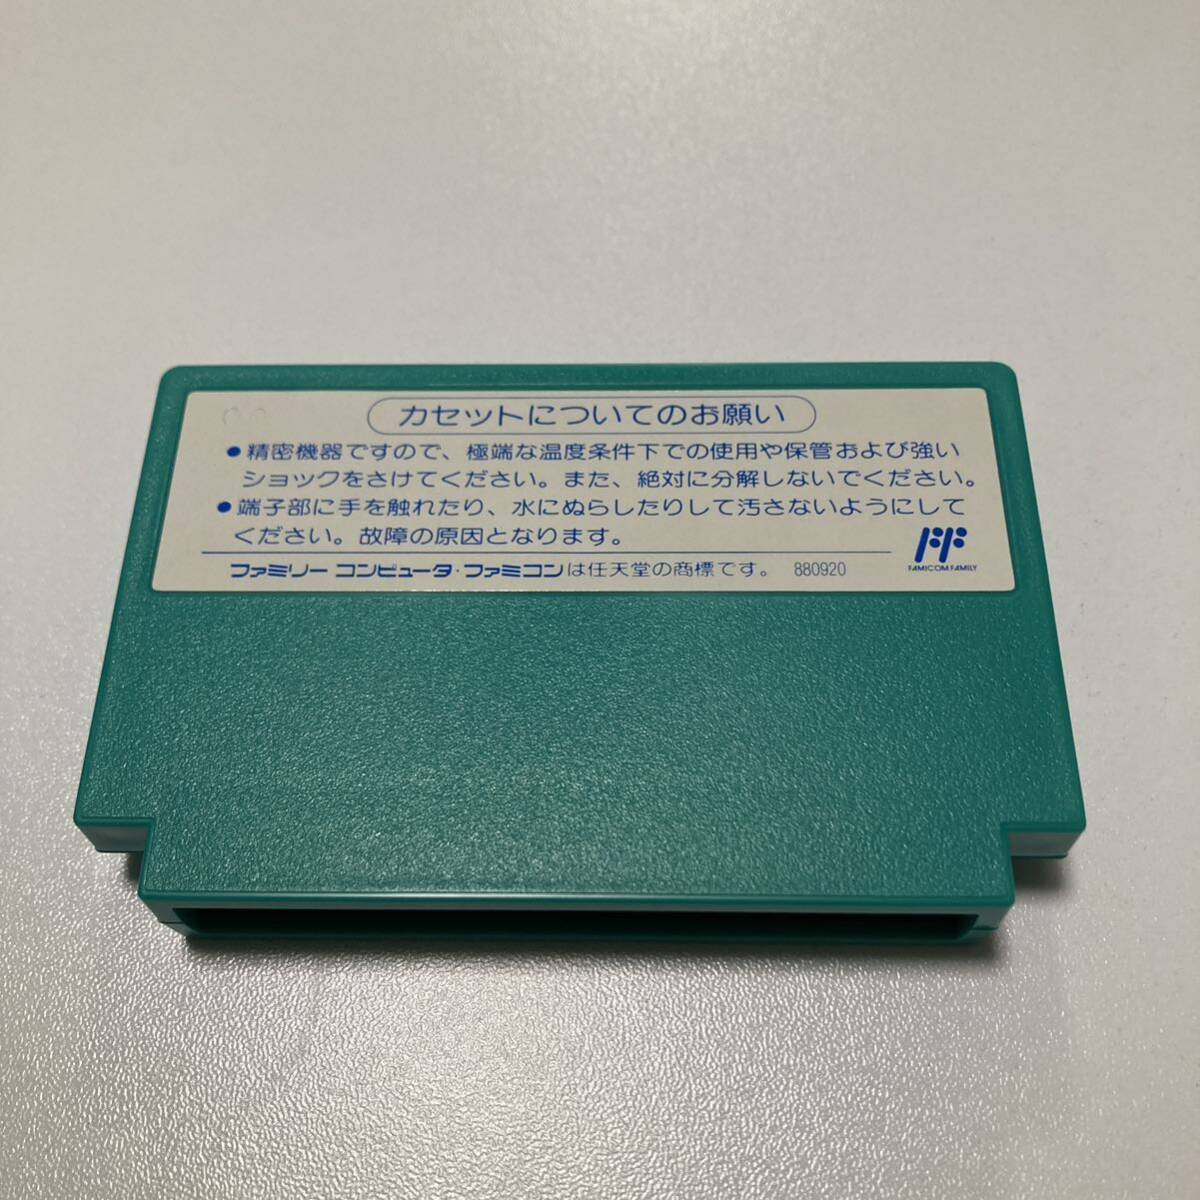 カセットについてのお願い
●精密機器ですので、極端な温度条件下での使用や保管および強い
ショックをさけてください。また、絶対に分解しないでください。
●端子部に手を触れたり、水にぬらしたりして汚さないようにして
ください。故障の原因となります。
ファミリー コンピュータ・ファミコンは任天堂の商標です。 880920
FAMICOM FAMILY